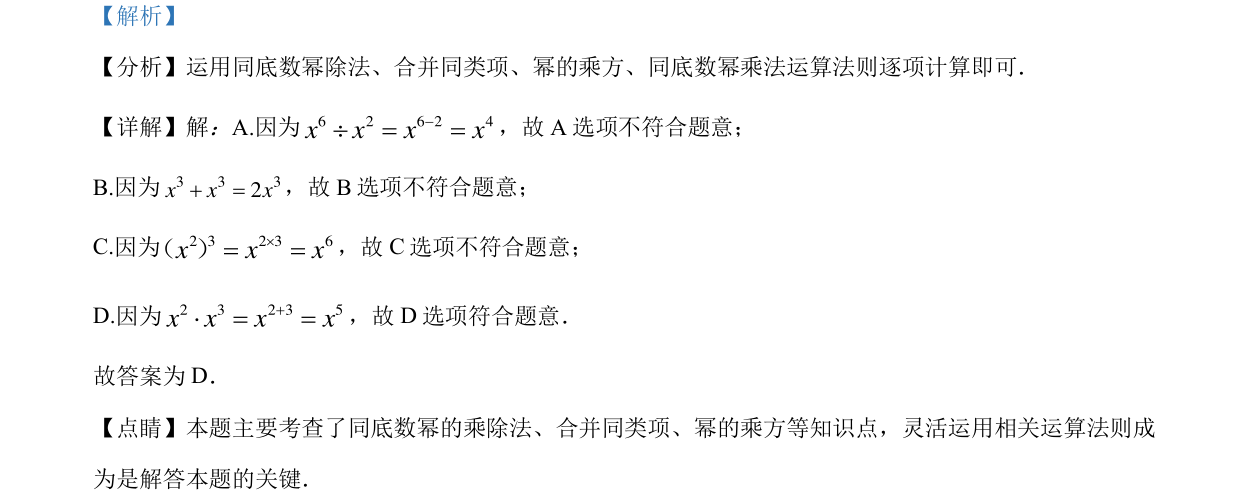 【解析】
【分析】运用同底数幂除法、合并同类项、幂的乘方、同底数幂乘法运算法则逐项计算即可．
【详解】解：A.因为 x⁶ ÷ x² = x⁶⁻² = x⁴，故 A 选项不符合题意；
B.因为 x³ + x³ = 2x³，故 B 选项不符合题意；
C.因为 (x²)³ = x²ˣ³ = x⁶，故 C 选项不符合题意；
D.因为 x² · x³ = x²⁺³ = x⁵，故 D 选项符合题意．
故答案为 D．
【点睛】本题主要考查了同底数幂的乘除法、合并同类项、幂的乘方等知识点，灵活运用相关运算法则成
为是解答本题的关键．